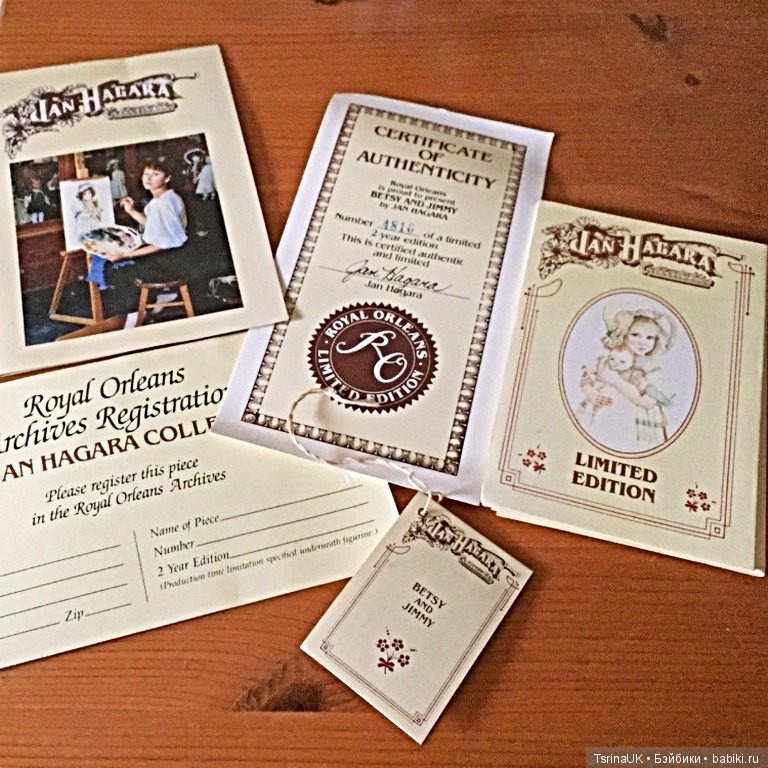 JAN HAGARA
CERTIFICATE
OF
AUTHENTICITY
Royal Orleans
is proud to present
BETSY AND JIMMY
by JAN HAGARA
Number 4816 of a limited
2 year edition
This is certified authentic
and limited
Jan Hagara
Jan Hagara
ROYAL ORLEANS
RO
LIMITED EDITION
JAN HAGARA
LIMITED
EDITION
Royal Orleans
Archives Registration
JAN HAGARA COLLE
Please register this piece
in the Royal Orleans Archives
Name of Piece
Number
2 Year Edition
(Production time limitation specified underneath figurine)
Zip
JAN HAGARA
BETSY
AND
JIMMY
TsrinaUK • Бэйбики • babiki.ru